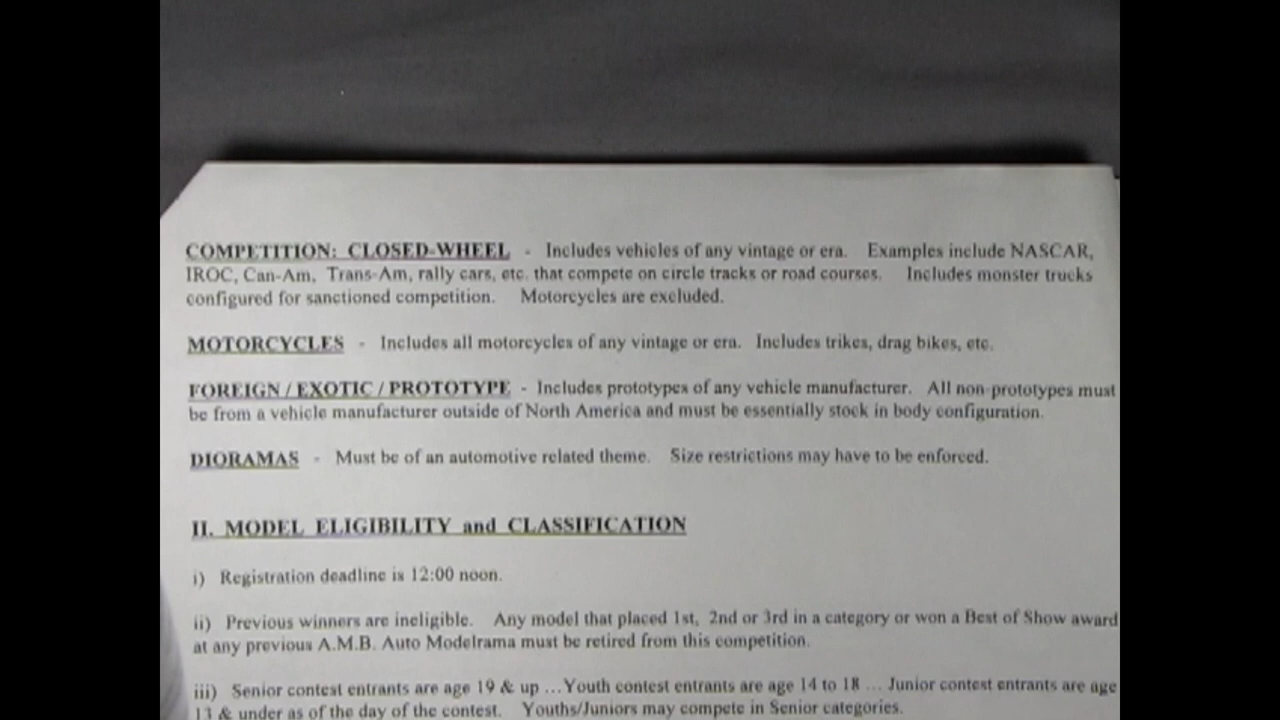 COMPETITION: CLOSED-WHEEL - Includes vehicles of any vintage or era. Examples include NASCAR,
IROC, Can-Am, Trans-Am, rally cars, etc. that compete on circle tracks or road courses. Includes monster trucks
configured for sanctioned competition. Motorcycles are excluded.
MOTORCYCLES - Includes all motorcycles of any vintage or era. Includes trikes, drag bikes, etc.
FOREIGN / EXOTIC / PROTOTYPE - Includes prototypes of any vehicle manufacturer. All non-prototypes must
be from a vehicle manufacturer outside of North America and must be essentially stock in body configuration.
DIORAMAS - Must be of an automotive related theme. Size restrictions may have to be enforced.
II. MODEL ELIGIBILITY and CLASSIFICATION
i) Registration deadline is 12:00 noon.
ii) Previous winners are ineligible. Any model that placed 1st, 2nd or 3rd in a category or won a Best of Show award
at any previous A.M.B. Auto Modelrama must be retired from this competition.
iii) Senior contest entrants are age 19 & up ...Youth contest entrants are age 14 to 18 ... Junior contest entrants are age
13 & under as of the day of the contest. Youths/Juniors may compete in Senior categories.